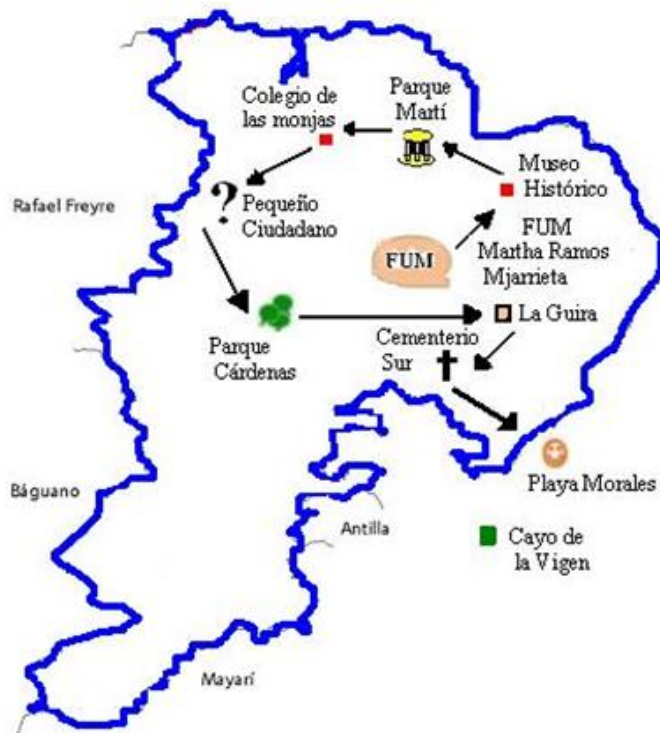 Parque
Martí
Colegio de
las monjas
Museo
Histórico
Rafael Freyre
?
Pequeño
Ciudadano
FUM
FUM
Martha Ramos
Mjarrieta
La Guira
Parque
Cárdenas
Cementerio
Sur
Playa Morales
Báguano
Antilla
Cayo de
la Vigen
Mayarí